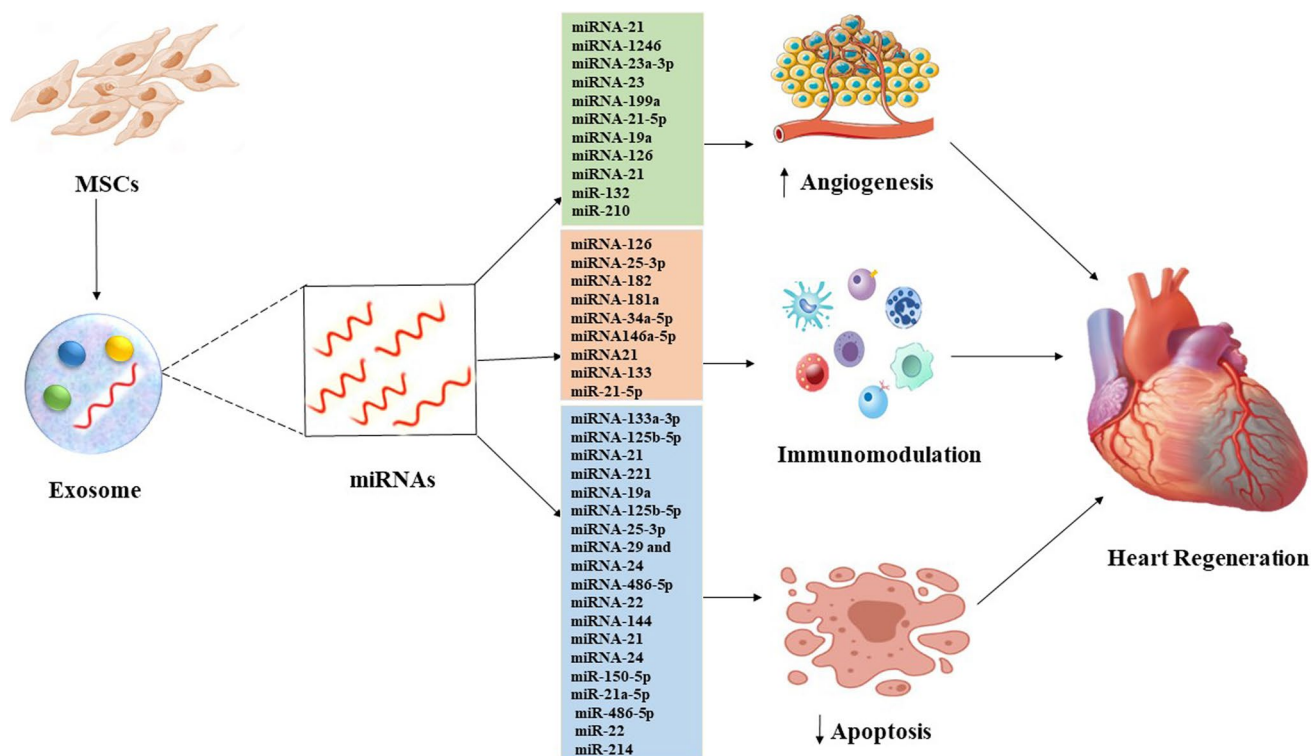 MSCs
Exosome
miRNAs
miRNA-21
miRNA-1246
miRNA-23a-3p
miRNA-23
miRNA-199a
miRNA-21-5p
miRNA-19a
miRNA-126
miRNA-21
miR-132
miR-210
miRNA-126
miRNA-25-3p
miRNA-182
miRNA-181a
miRNA-34a-5p
miRNA146a-5p
miRNA21
miRNA-133
miR-21-5p
miRNA-133a-3p
miRNA-125b-5p
miRNA-21
miRNA-221
miRNA-19a
miRNA-125b-5p
miRNA-25-3p
miRNA-29 and
miRNA-24
miRNA-486-5p
miRNA-22
miRNA-144
miRNA-21
miRNA-24
miR-150-5p
miR-21a-5p
miR-486-5p
miR-22
miR-214
↑ Angiogenesis
Immunomodulation
↓ Apoptosis
Heart Regeneration